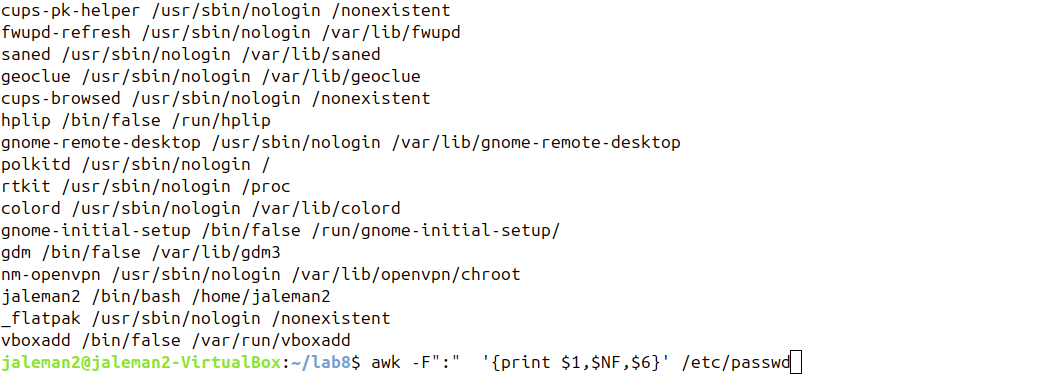 cups-pk-helper /usr/sbin/nologin /nonexistent
fwupd-refresh /usr/sbin/nologin /var/lib/fwupd
saned /usr/sbin/nologin /var/lib/saned
geoclue /usr/sbin/nologin /var/lib/geoclue
cups-browsed /usr/sbin/nologin /nonexistent
hplip /bin/false /run/hplip
gnome-remote-desktop /usr/sbin/nologin /var/lib/gnome-remote-desktop
polkitd /usr/sbin/nologin /
rtkit /usr/sbin/nologin /proc
colord /usr/sbin/nologin /var/lib/colord
gnome-initial-setup /bin/false /run/gnome-initial-setup/
gdm /bin/false /var/lib/gdm3
nm-openvpn /usr/sbin/nologin /var/lib/openvpn/chroot
jaleman2 /bin/bash /home/jaleman2
_flatpak /usr/sbin/nologin /nonexistent
vboxadd /bin/false /var/run/vboxadd
jaleman2@jaleman2-VirtualBox:~/lab8$ awk -F":"  '{print $1,$NF,$6}' /etc/passwd